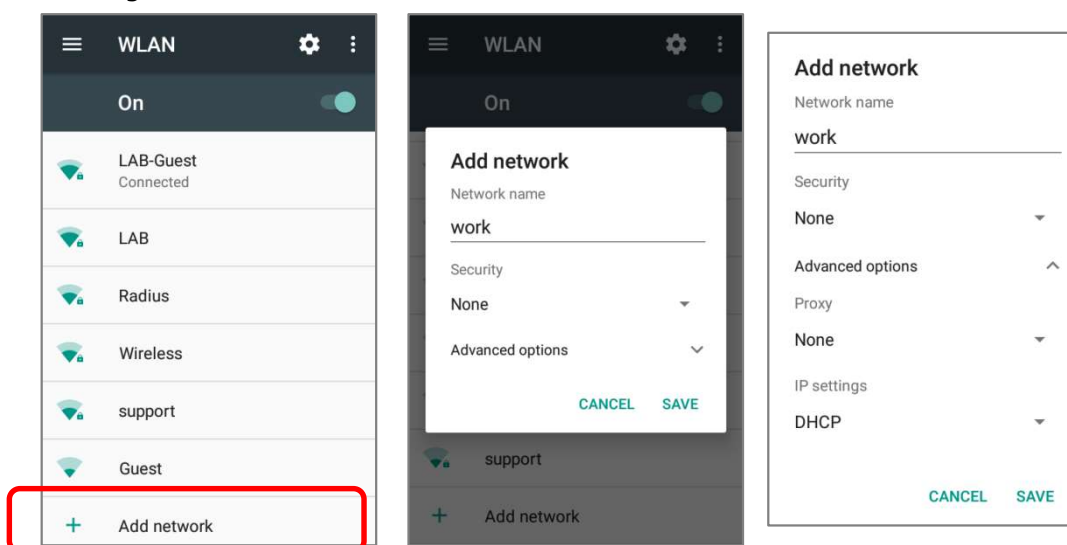 WLAN
On
LAB-Guest
Connected
LAB
Radius
Wireless
support
Guest
Add network
WLAN
On
Add network
Network name
work
Security
None
Advanced options
CANCEL SAVE
support
Add network
Add network
Network name
work
Security
None
Advanced options
Proxy
None
IP settings
DHCP
CANCEL SAVE